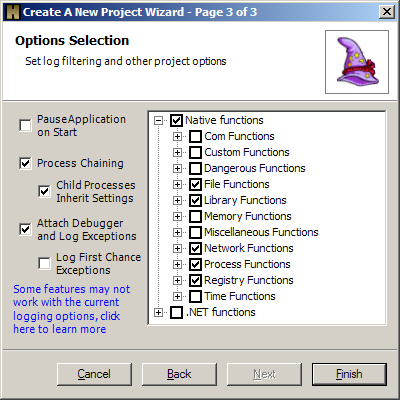 Create A New Project Wizard - Page 3 of 3
Options Selection
Set log filtering and other project options
Pause Application
on Start
Process Chaining
Child Processes
Inherit Settings
Attach Debugger
and Log Exceptions
Log First Chance
Exceptions
Some features may not
work with the current
logging options, click
here to learn more
Native functions
Com Functions
Custom Functions
Dangerous Functions
File Functions
Library Functions
Memory Functions
Miscellaneous Functions
Network Functions
Process Functions
Registry Functions
Time Functions
.NET functions
Cancel
Back
Next
Finish